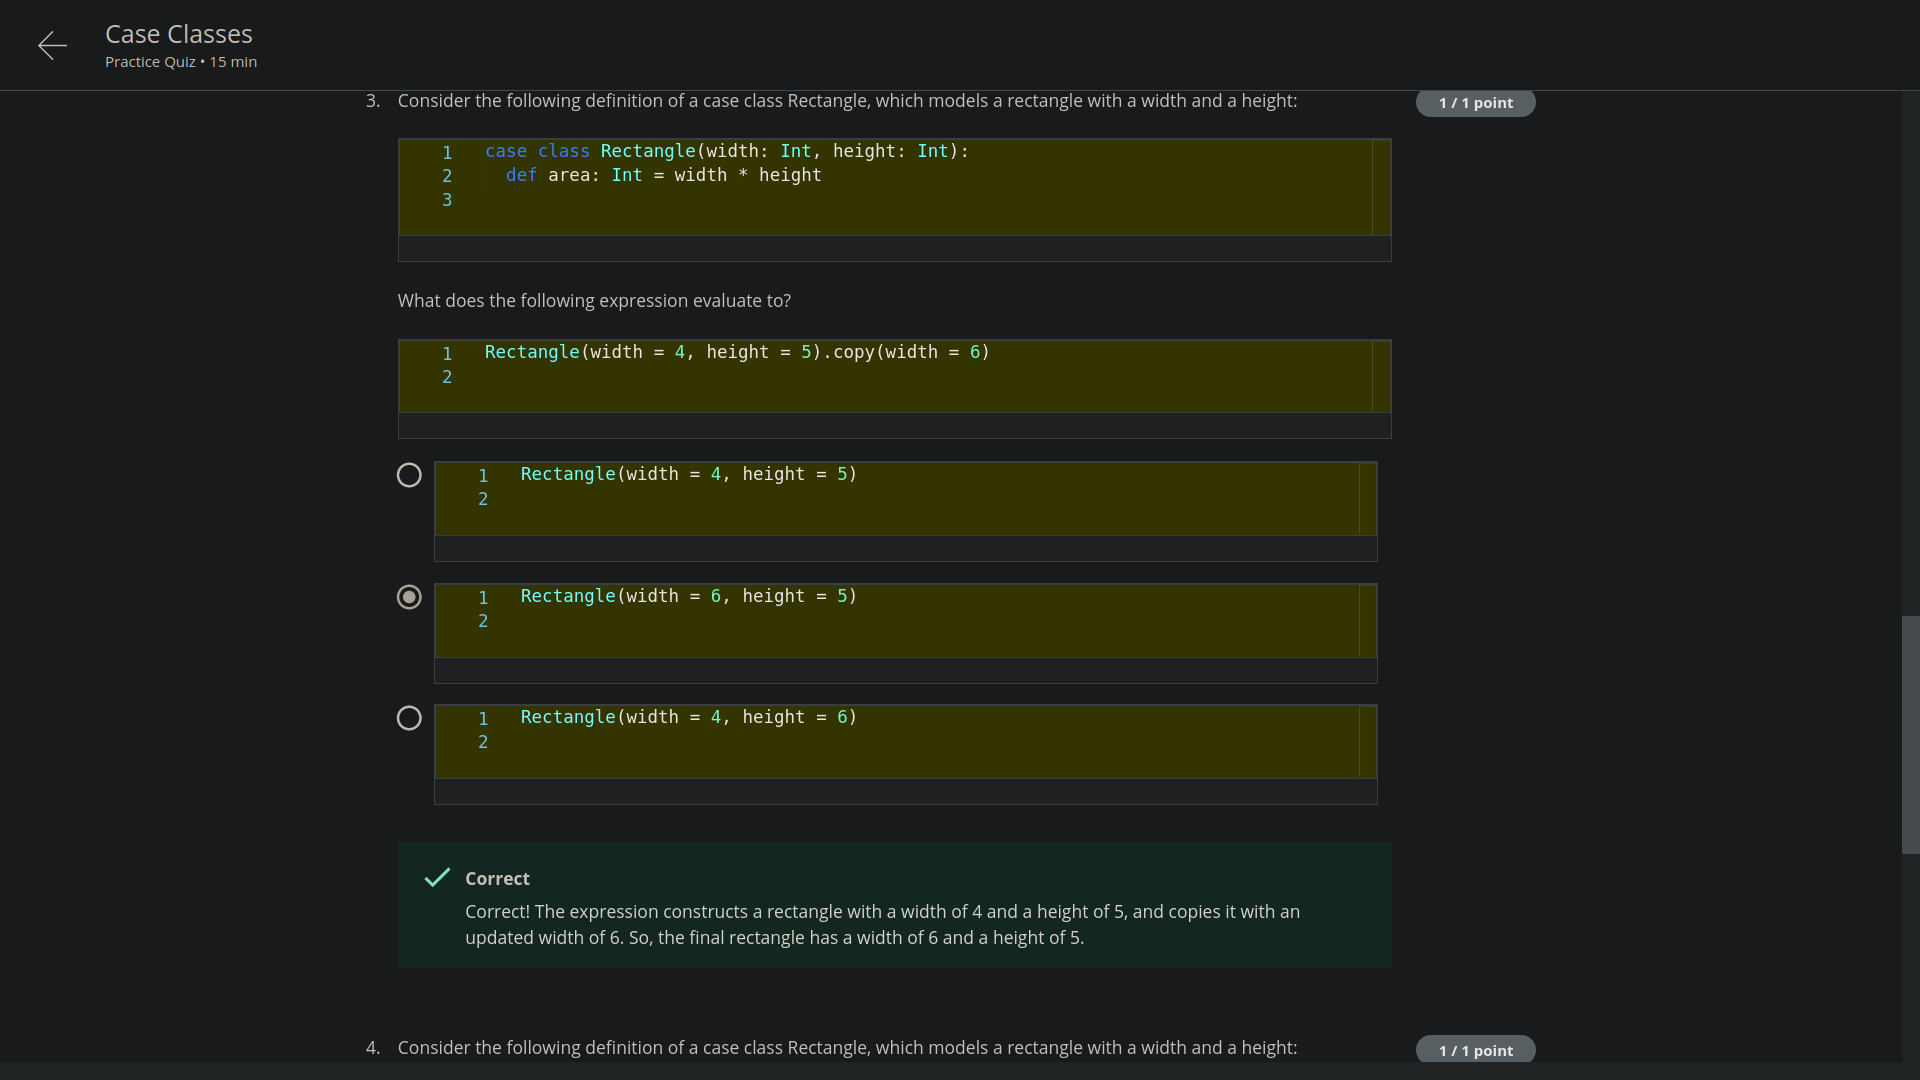 Case Classes
Practice Quiz • 15 min
3. Consider the following definition of a case class Rectangle, which models a rectangle with a width and a height:
1 / 1 point
1 case class Rectangle(width: Int, height: Int):
2   def area: Int = width * height
3
What does the following expression evaluate to?
1 Rectangle(width = 4, height = 5).copy(width = 6)
2
1 Rectangle(width = 4, height = 5)
2
1 Rectangle(width = 6, height = 5)
2
1 Rectangle(width = 4, height = 6)
2
Correct
Correct! The expression constructs a rectangle with a width of 4 and a height of 5, and copies it with an
updated width of 6. So, the final rectangle has a width of 6 and a height of 5.
4. Consider the following definition of a case class Rectangle, which models a rectangle with a width and a height:
1 / 1 point